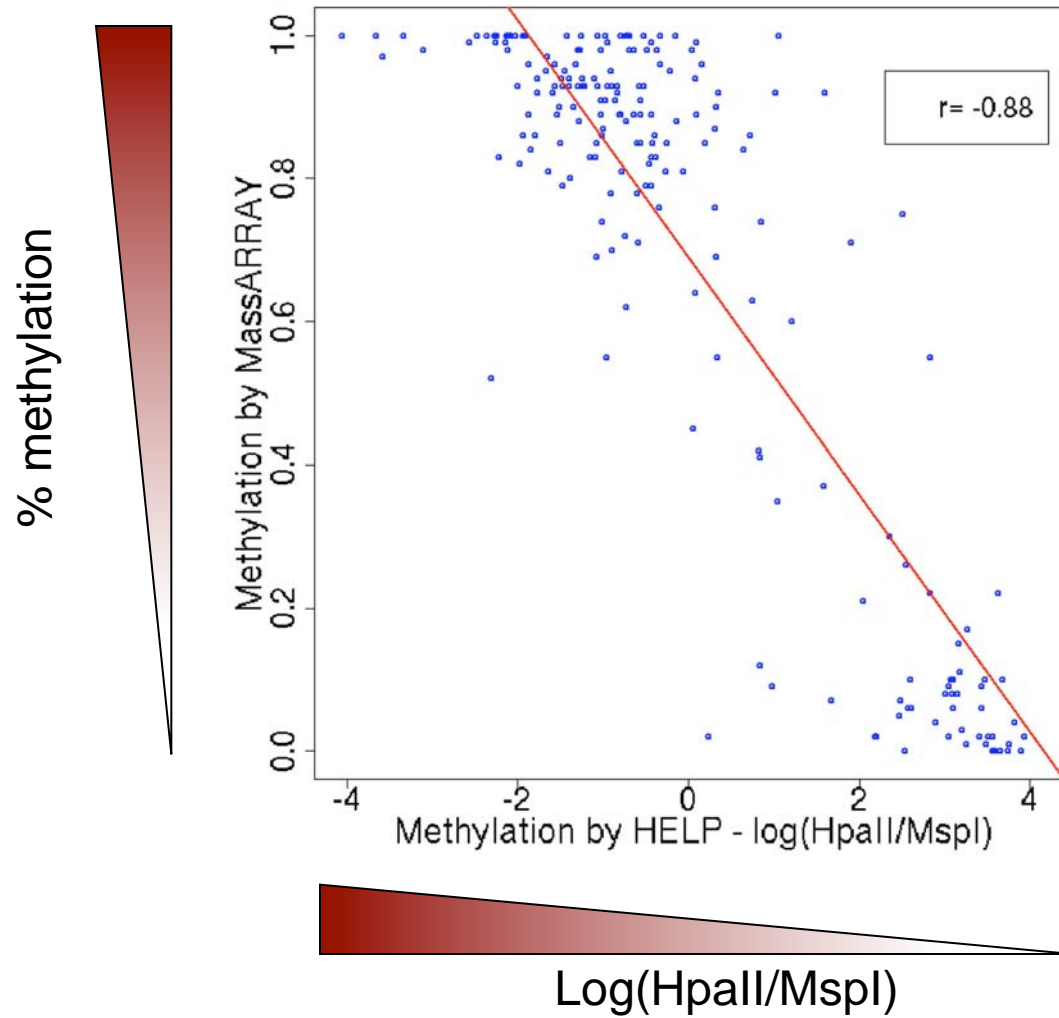 % methylation
Methylation by MassARRAY
1.0
0.8
0.6
0.4
0.2
0.0
r= -0.88
-4 -2 0 2 4
Methylation by HELP - log(HpaII/MspI)
Log(HpaII/MspI)